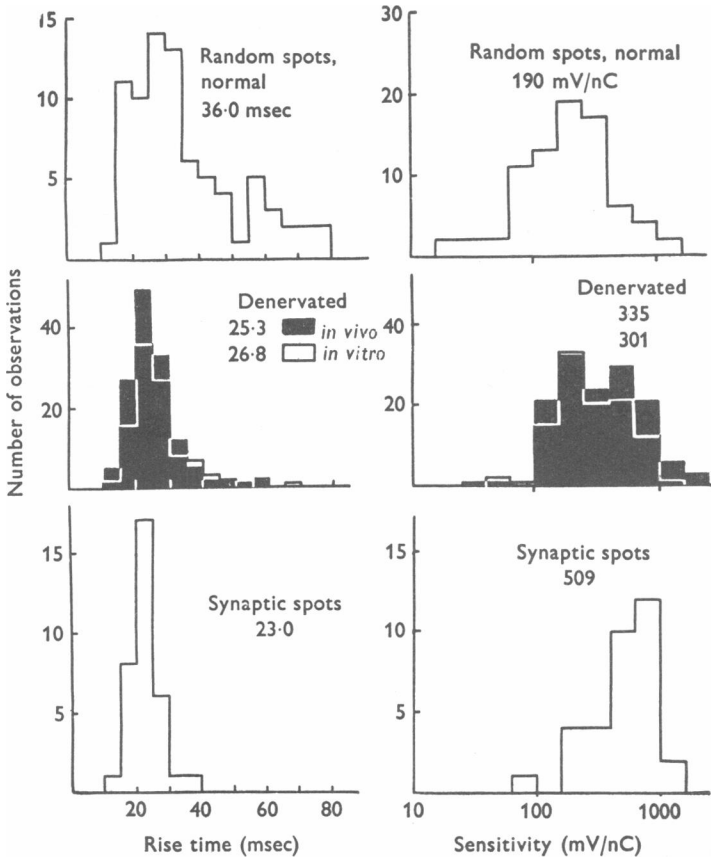 Number of observations
15
10
5
Random spots,
normal
36·0 msec
30
20
10
Random spots, normal
190 mV/nC
40
20
Denervated
25·3 in vivo
26·8 in vitro
40
20
Denervated
335
301
15
10
5
Synaptic spots
23·0
20 40 60 80
Rise time (msec)
15
10
5
Synaptic spots
509
10 100 1000
Sensitivity (mV/nC)